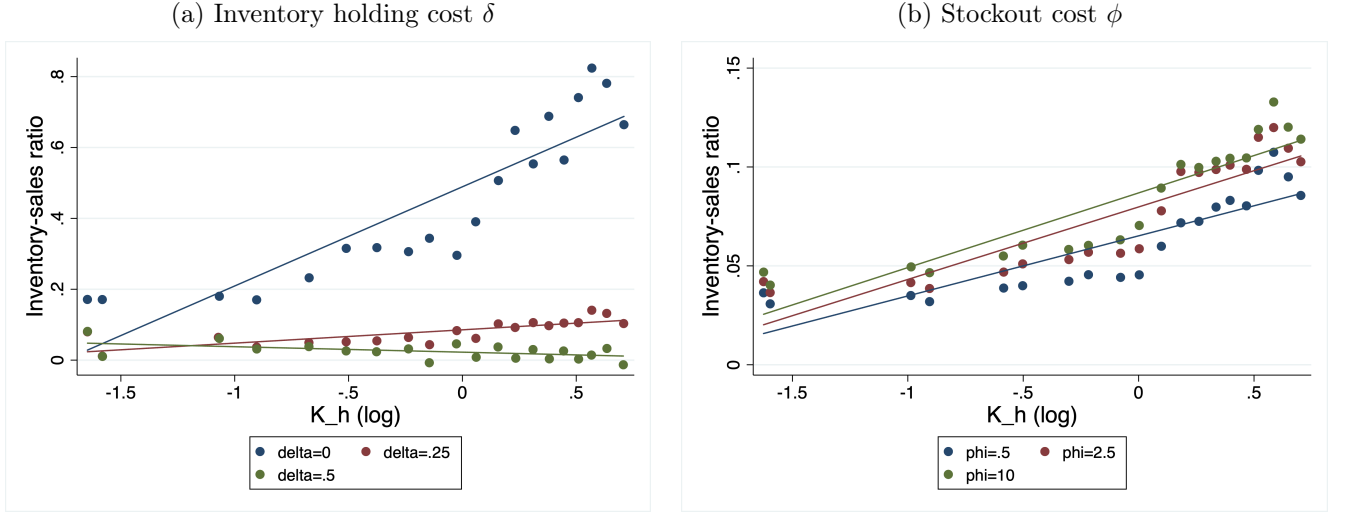 (a) Inventory holding cost δ
Inventory-sales ratio
.8
.6
.4
.2
0
-1.5 -1 -.5 0 .5
K_h (log)
delta=0 delta=.25
delta=.5
(b) Stockout cost ϕ
Inventory-sales ratio
.15
.1
.05
0
-1.5 -1 -.5 0 .5
K_h (log)
phi=.5 phi=2.5
phi=10